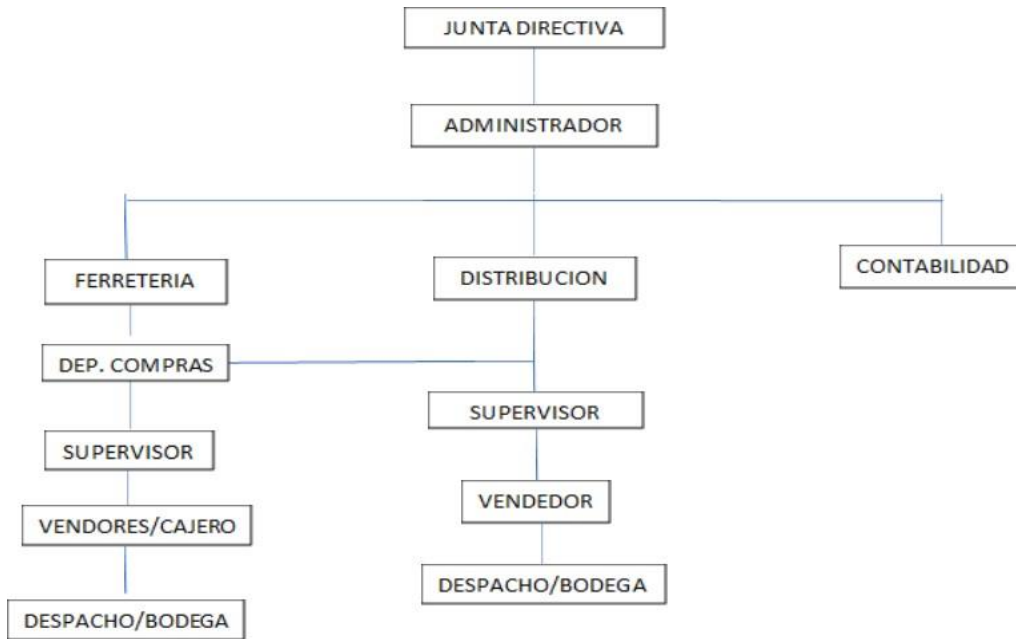 JUNTA DIRECTIVA
ADMINISTRADOR
FERRETERIA
DISTRIBUCION
CONTABILIDAD
DEP. COMPRAS
SUPERVISOR
SUPERVISOR
VENDEDOR
VENDORES/CAJERO
DESPACHO/BODEGA
DESPACHO/BODEGA